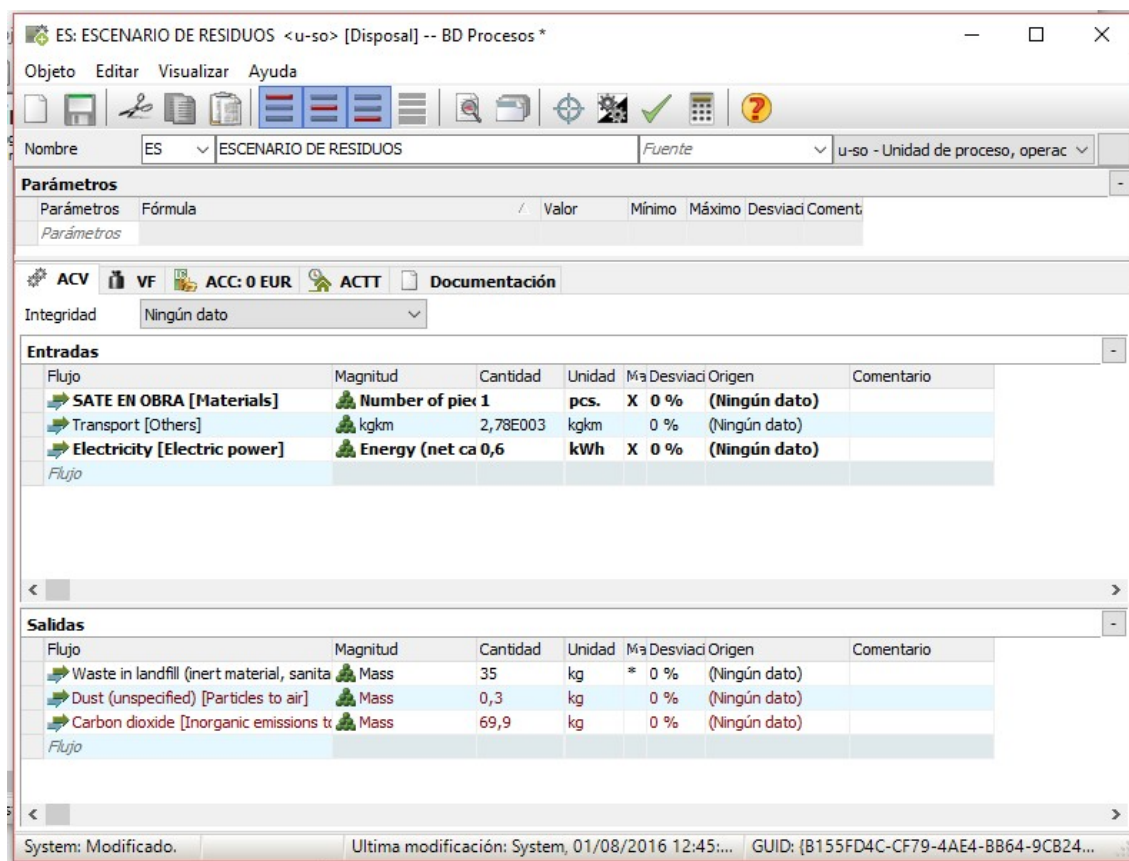 ES: ESCENARIO DE RESIDUOS <u-so> [Disposal] -- BD Procesos *
Objeto Editar Visualizar Ayuda
Nombre ES ESCENARIO DE RESIDUOS Fuente u-so - Unidad de proceso, operac
Parámetros
Parámetros Fórmula Valor Mínimo Máximo Desviaci Coment
Parámetros
ACV VF ACC: 0 EUR ACTT Documentación
Integridad Ningún dato
Entradas
Flujo Magnitud Cantidad Unidad Ma Desviaci Origen Comentario
SATE EN OBRA [Materials] Number of piec 1 pcs. X 0 % (Ningún dato)
Transport [Others] kgkm 2,78E003 kgkm 0 % (Ningún dato)
Electricity [Electric power] Energy (net ca 0,6 kWh X 0 % (Ningún dato)
Flujo
Salidas
Flujo Magnitud Cantidad Unidad Ma Desviaci Origen Comentario
Waste in landfill (inert material, sanita Mass 35 kg * 0 % (Ningún dato)
Dust (unspecified) [Particles to air] Mass 0,3 kg 0 % (Ningún dato)
Carbon dioxide [Inorganic emissions to Mass 69,9 kg 0 % (Ningún dato)
Flujo
System: Modificado. Ultima modificación: System, 01/08/2016 12:45:... GUID: {B155FD4C-CF79-4AE4-BB64-9CB24...